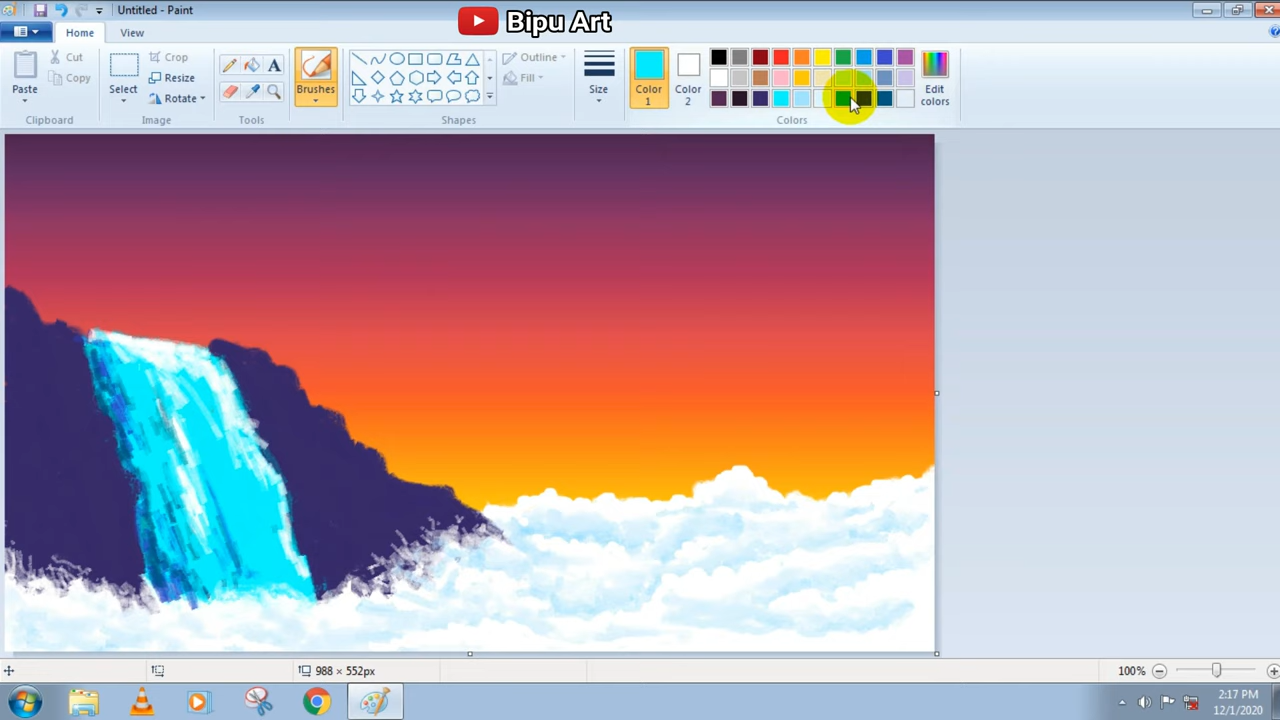 Untitled - Paint
Bipu Art
Home
View
Paste
Cut
Copy
Clipboard
Select
Crop
Resize
Rotate
Image
A
Tools
Brushes
Outline
Fill
Shapes
Size
Color 1
Color 2
Edit colors
Colors
988 × 552px
100%
2:17 PM
12/1/2020